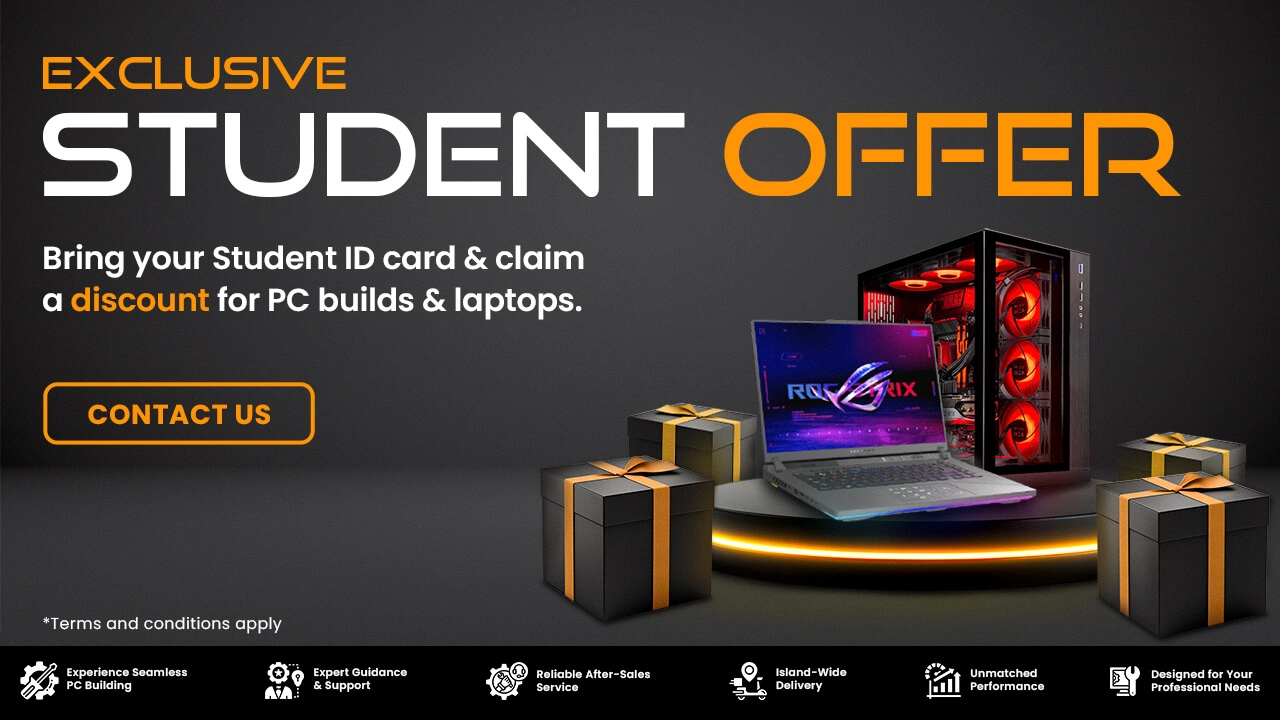 EXCLUSIVE
STUDENT OFFER
Bring your Student ID card & claim
a discount for PC builds & laptops.
CONTACT US
*Terms and conditions apply
Experience Seamless
PC Building
Expert Guidance
& Support
Reliable After-Sales
Service
Island-Wide
Delivery
Unmatched
Performance
Designed for Your
Professional Needs